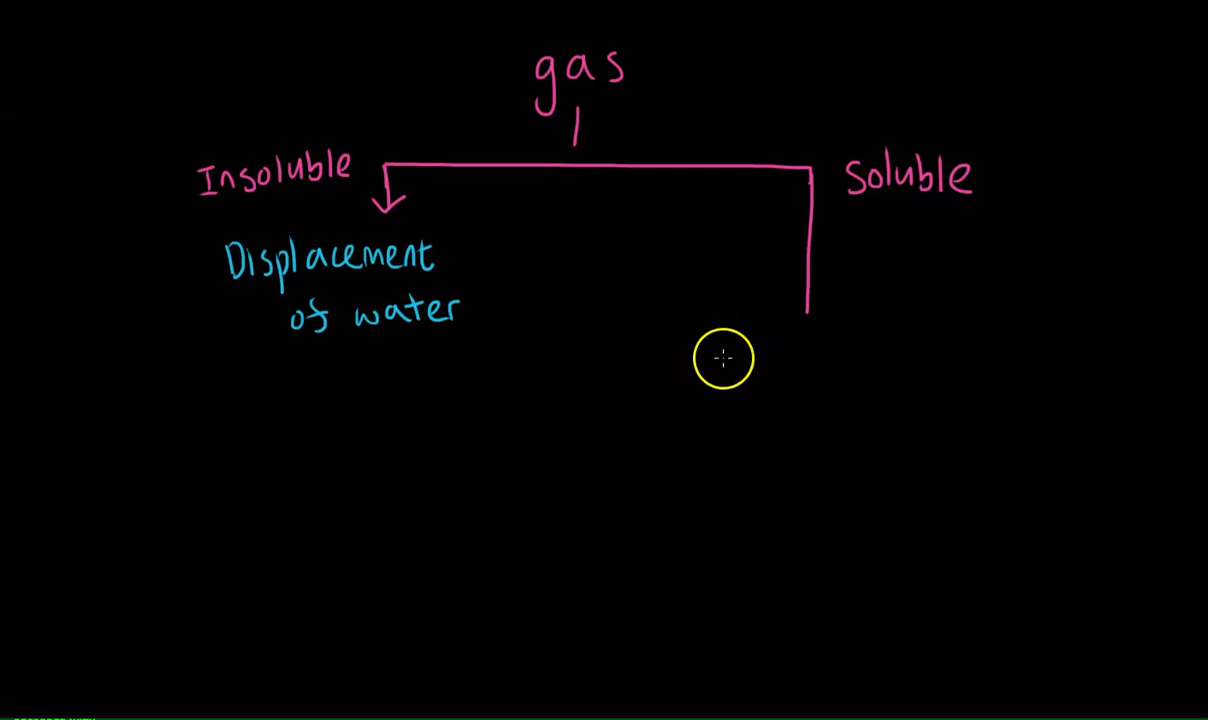 gas
Insoluble
Soluble
Displacement
of water